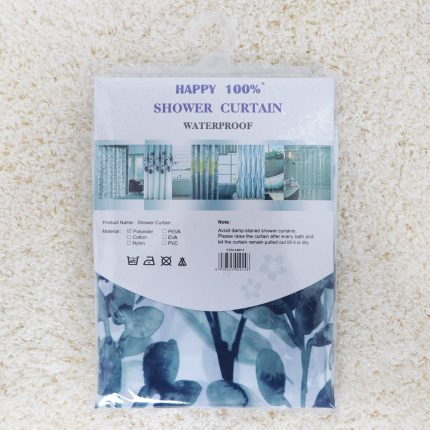 HAPPY 100%
SHOWER CURTAIN
WATERPROOF
Product Name: Shower Curtain
Material: ☑ Polyester ☐ PEVA
☐ Cotton ☐ EVA
☐ Nylon ☐ PVC
Note:
Avoid damp-stained shower curtains.
Please raise the curtain after every bath and
let the curtain remain pulled out till it is dry.